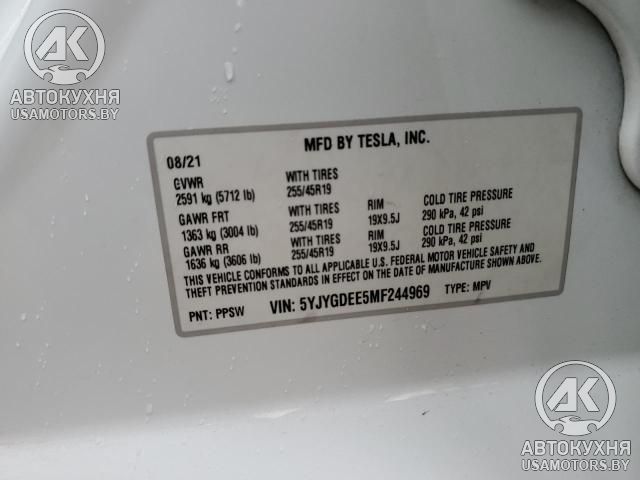 AK
АВТОКУХНЯ
USAMOTORS.BY
MFD BY TESLA, INC.
08/21
GVWR
2591 kg (5712 lb)
WITH TIRES
255/45R19
GAWR FRT
1363 kg (3004 lb)
WITH TIRES
255/45R19
RIM
19X9.5J
COLD TIRE PRESSURE
290 kPa, 42 psi
GAWR RR
1636 kg (3606 lb)
WITH TIRES
255/45R19
RIM
19X9.5J
COLD TIRE PRESSURE
290 kPa, 42 psi
THIS VEHICLE CONFORMS TO ALL APPLICABLE U.S. FEDERAL MOTOR VEHICLE SAFETY AND
THEFT PREVENTION STANDARDS IN EFFECT ON THE DATE OF MANUFACTURE SHOWN ABOVE.
PNT: PPSW VIN: 5YJYGDEE5MF244969 TYPE: MPV
AK
АВТОКУХНЯ
USAMOTORS.BY